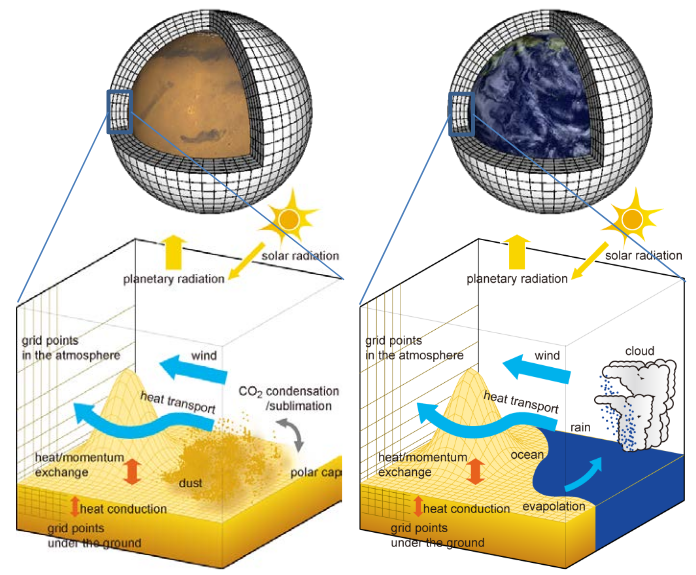 solar radiation
planetary radiation
grid points
in the atmosphere
wind
CO2 condensation
/sublimation
heat transport
heat/momentum
exchange
dust
polar cap
heat conduction
grid points
under the ground
solar radiation
planetary radiation
grid points
in the atmosphere
wind
cloud
heat transport
rain
heat/momentum
exchange
ocean
heat conduction
evaporation
grid points
under the ground